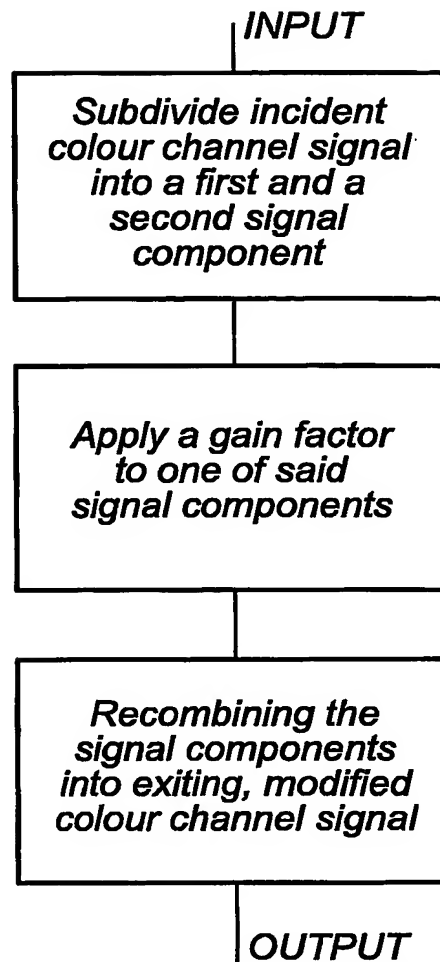 INPUT
Subdivide incident
colour channel signal
into a first and a
second signal
component
Apply a gain factor
to one of said
signal components
Recombining the
signal components
into exiting, modified
colour channel signal
OUTPUT